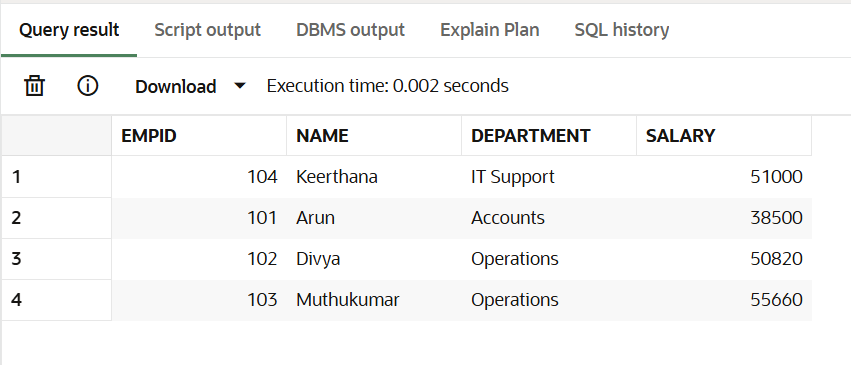 Query result Script output DBMS output Explain Plan SQL history
Download Execution time: 0.002 seconds
EMPID NAME DEPARTMENT SALARY
1 104 Keerthana IT Support 51000
2 101 Arun Accounts 38500
3 102 Divya Operations 50820
4 103 Muthukumar Operations 55660